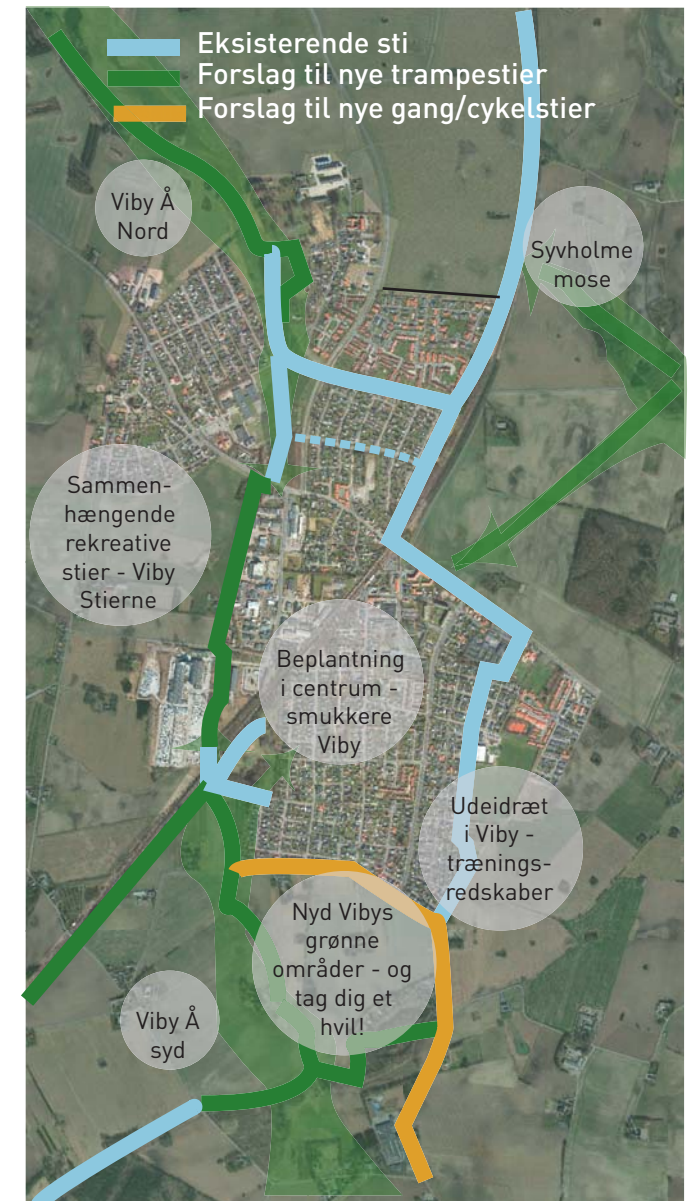 Eksisterende sti
Forslag til nye trampestier
Forslag til nye gang/cykelstier
Viby Å
Nord
Syvholme
mose
Sammen-
hængende
rekreative
stier - Viby
Stierne
Beplantning
i centrum -
smukkere
Viby
Udeidræt
i Viby -
trænings-
redskaber
Nyd Vibys
grønne
områder - og
tag dig et
hvil!
Viby Å
syd